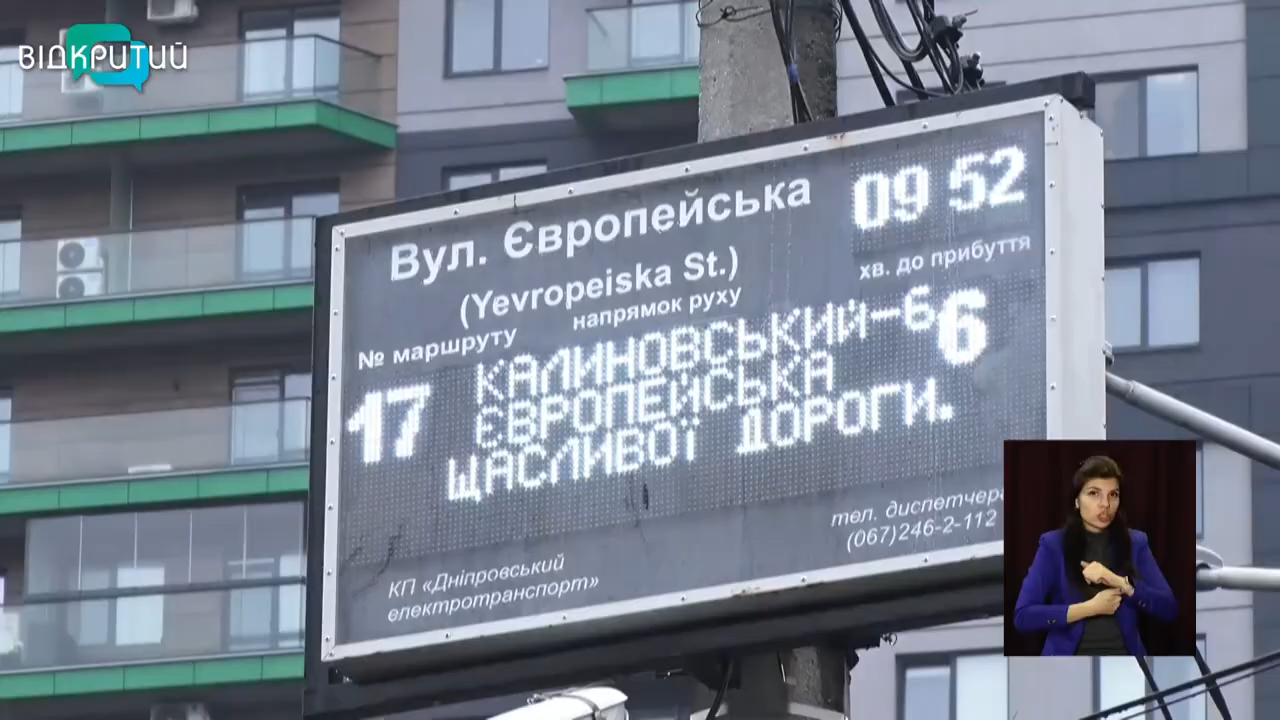 ВІДКРИТИЙ
Вул. Європейська
09 52
(Yevropeiska St.)
хв. до прибуття
№ маршруту
напрямок руху
17
КАЛИНОВСЬКИЙ-6
6
ЄВРОПЕЙСЬКА
ЩАСЛИВОЇ ДОРОГИ.
тел. диспетчера
(067)246-2-112
КП «Дніпровський
електротранспорт»